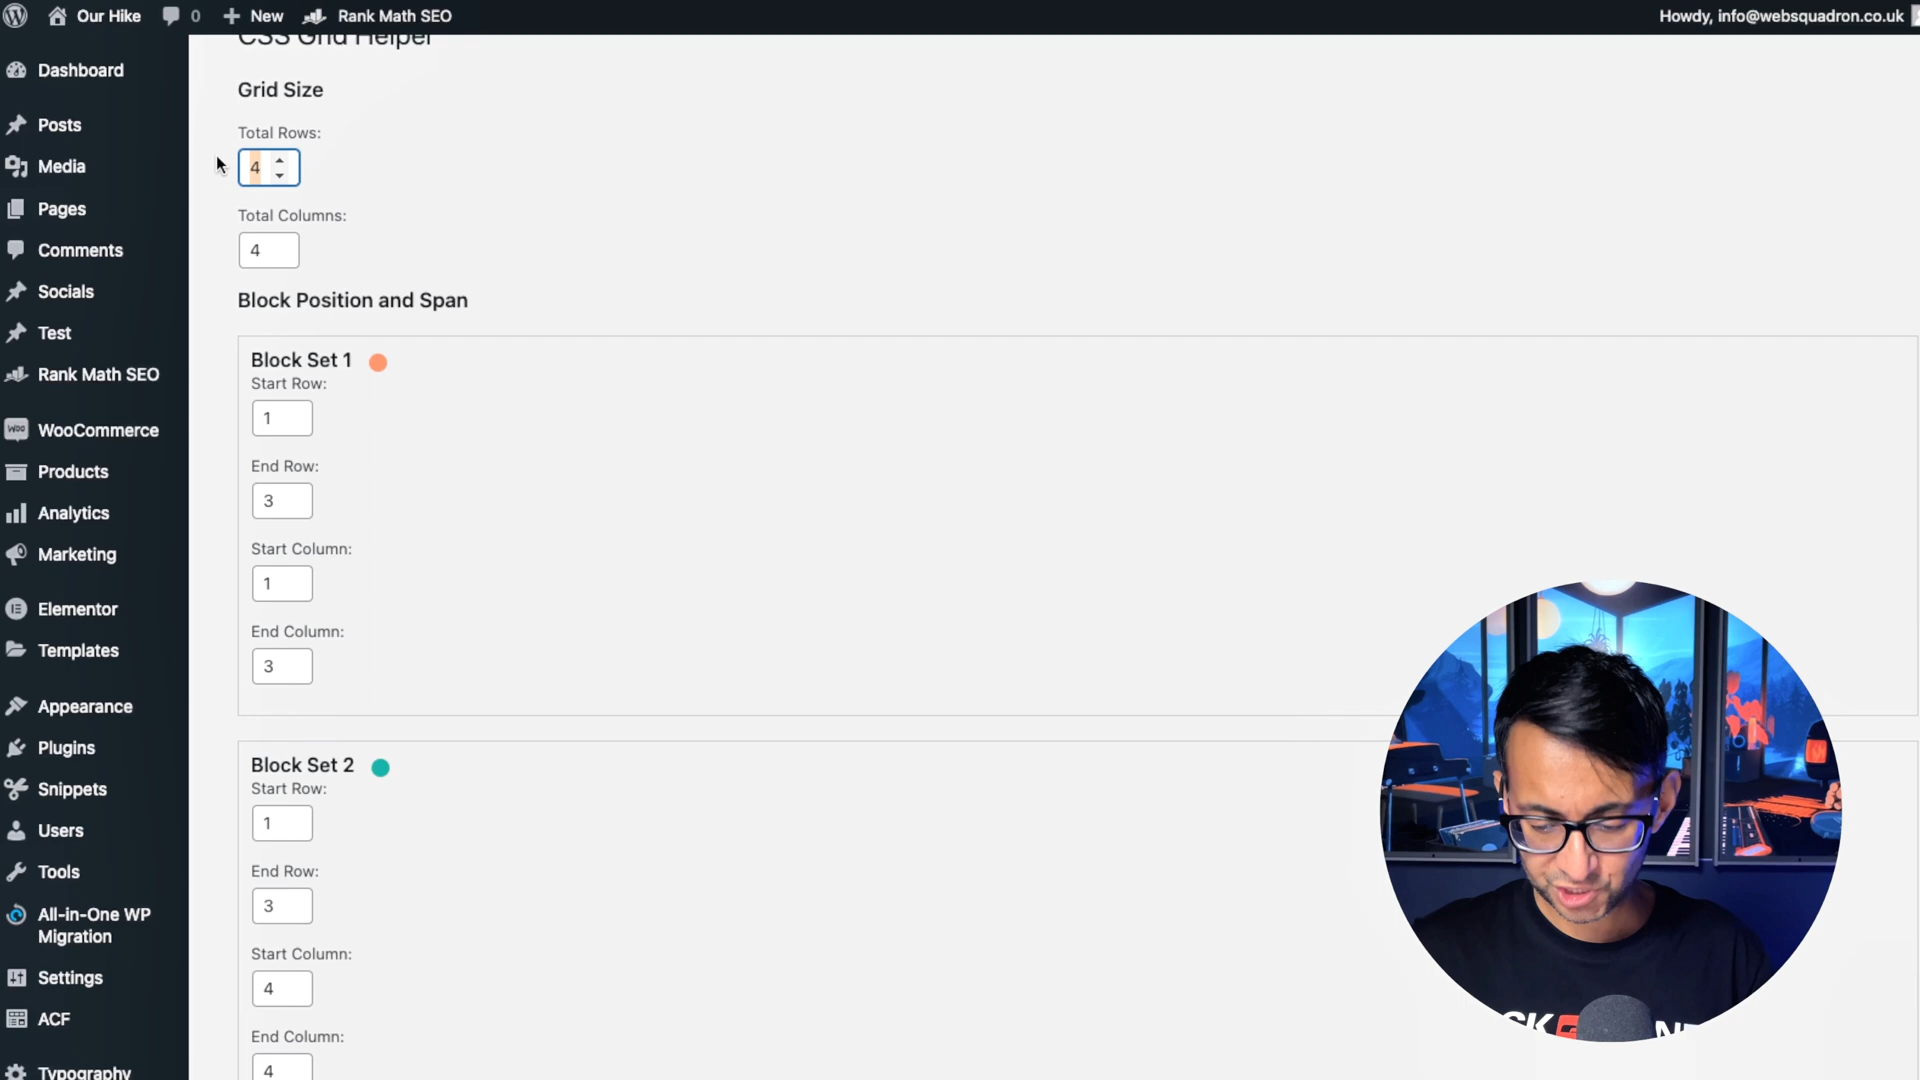 Our Hike
0
New
Rank Math SEO
Howdy, info@websquadron.co.uk
Dashboard
Posts
Media
Pages
Comments
Socials
Test
Rank Math SEO
Woo
WooCommerce
Products
Analytics
Marketing
Elementor
Templates
Appearance
Plugins
Snippets
Users
Tools
All-in-One WP
Migration
Settings
ACF
Typography
CSS Grid Helper
Grid Size
Total Rows:
4
Total Columns:
4
Block Position and Span
Block Set 1
Start Row:
1
End Row:
3
Start Column:
1
End Column:
3
Block Set 2
Start Row:
1
End Row:
3
Start Column:
4
End Column:
4